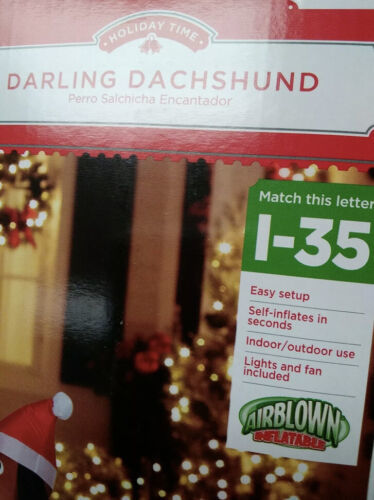 HOLIDAY TIME
DARLING DACHSHUND
Perro Salchicha Encantador
Match this letter
I-35
Easy setup
Self-inflates in
seconds
Indoor/outdoor use
Lights and fan
included
AIRBLOWN
INFLATABLE